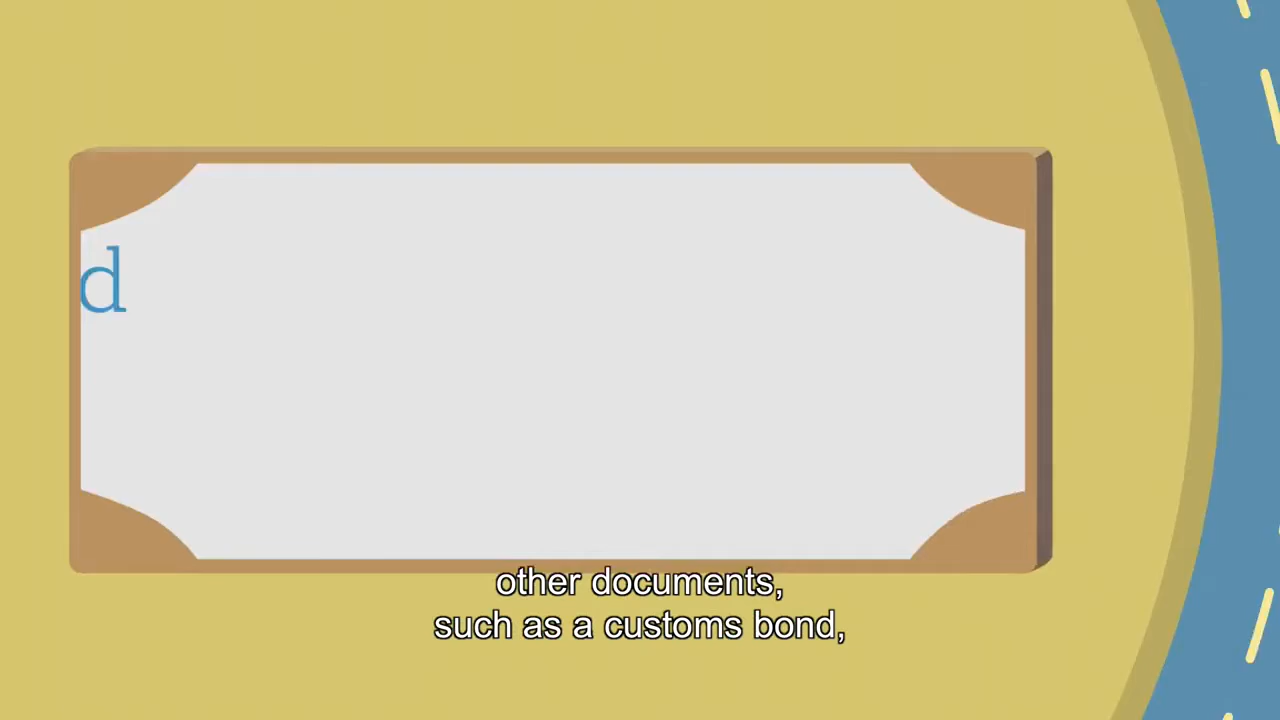 d
other documents,
such as a customs bond,